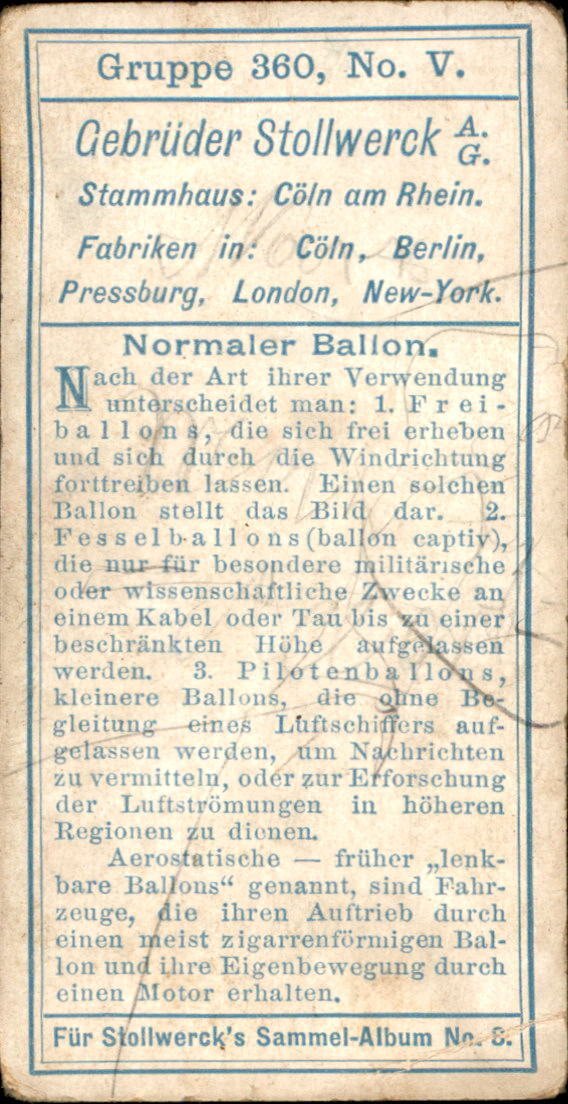 Gruppe 360, No. V.
Gebrüder Stollwerck A. G.
Stammhaus: Cöln am Rhein.
Fabriken in: Cöln, Berlin,
Pressburg, London, New-York.
Normaler Ballon.
Nach der Art ihrer Verwendung
unterscheidet man: 1. Frei-
ballons, die sich frei erheben
und sich durch die Windrichtung
forttreiben lassen. Einen solchen
Ballon stellt das Bild dar. 2.
Fesselballons (ballon captiv),
die nur für besondere militärische
oder wissenschaftliche Zwecke an
einem Kabel oder Tau bis zu einer
beschränkten Höhe aufgelassen
werden. 3. Pilotenballons,
kleinere Ballons, die ohne Be-
gleitung eines Luftschiffers auf-
gelassen werden, um Nachrichten
zu vermitteln, oder zur Erforschung
der Luftströmungen in höheren
Regionen zu dienen.
Aerostatische — früher „lenk-
bare Ballons“ genannt, sind Fahr-
zeuge, die ihren Auftrieb durch
einen meist zigarrenförmigen Bal-
lon und ihre Eigenbewegung durch
einen Motor erhalten.
Für Stollwerck's Sammel-Album No. 8.